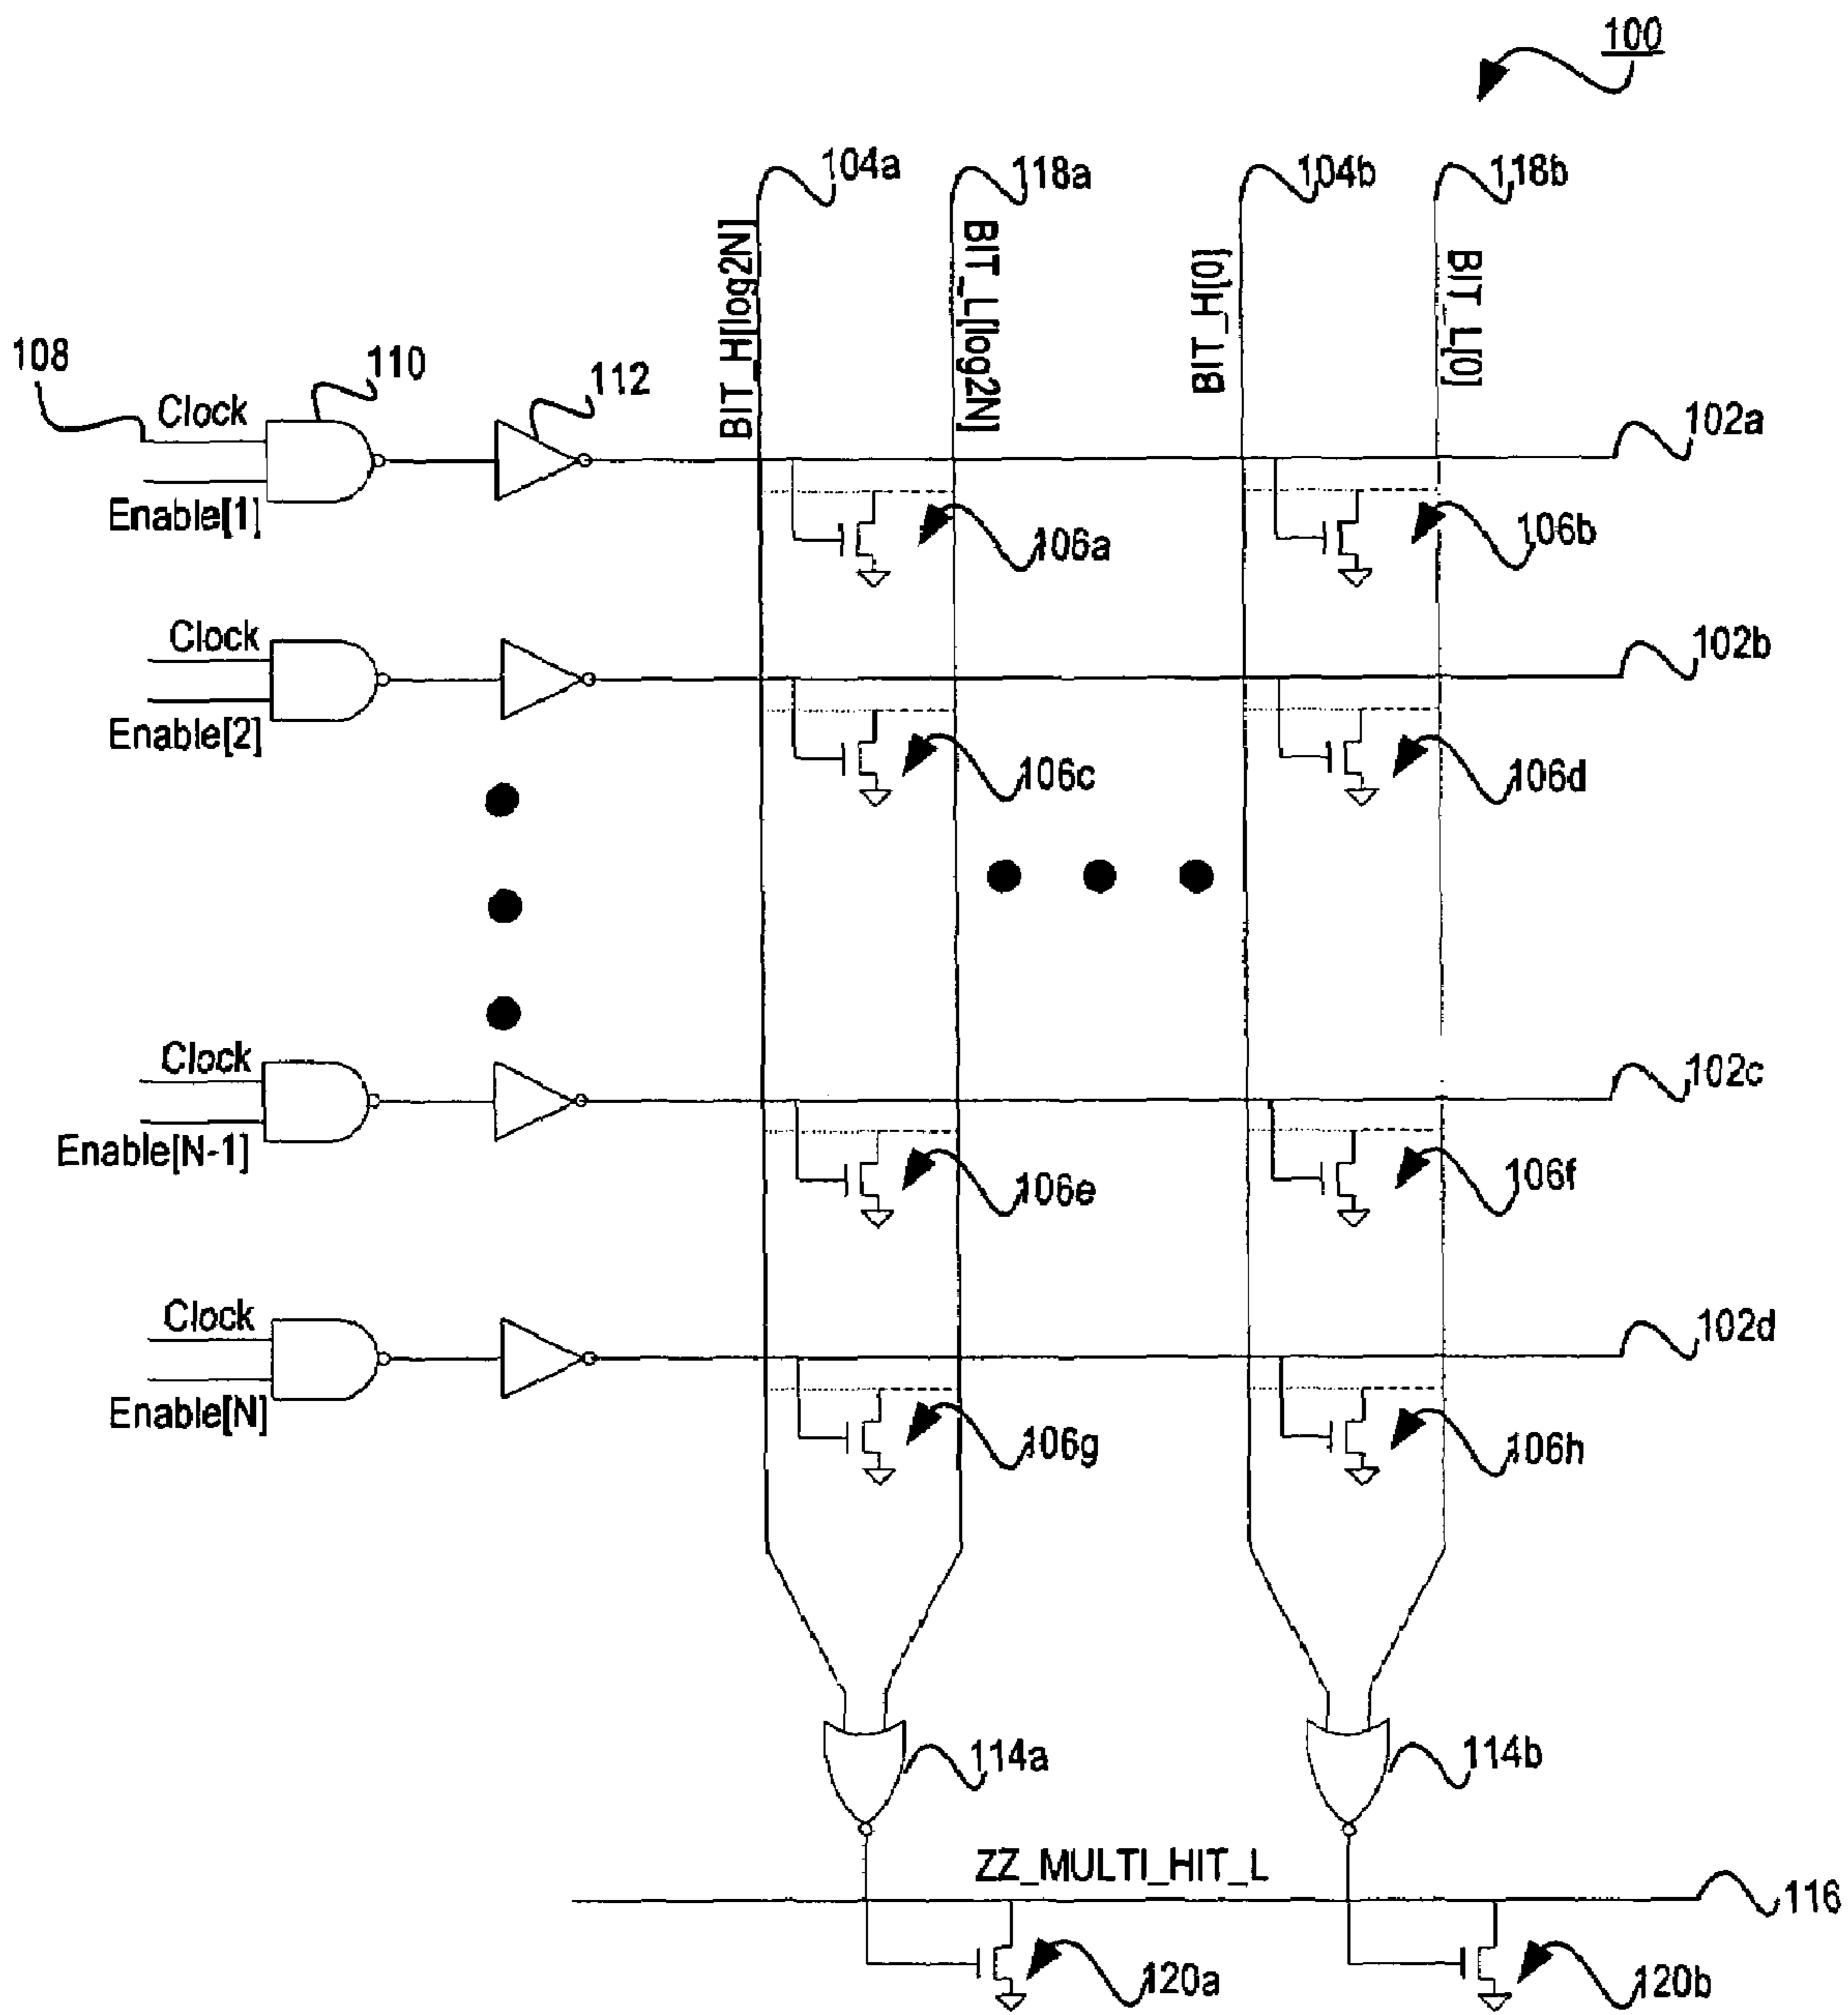 100
104a
118a
104b
118b
BIT_H[log2N]
BIT_L[log2N]
BIT_H[0]
BIT_L[0]
108
Clock
110
112
102a
Enable[1]
106a
106b
Clock
102b
Enable[2]
106c
106d
Clock
102c
Enable[N-1]
106e
106f
Clock
102d
Enable[N]
106g
106h
114a
114b
ZZ_MULTI_HIT_L
116
120a
120b